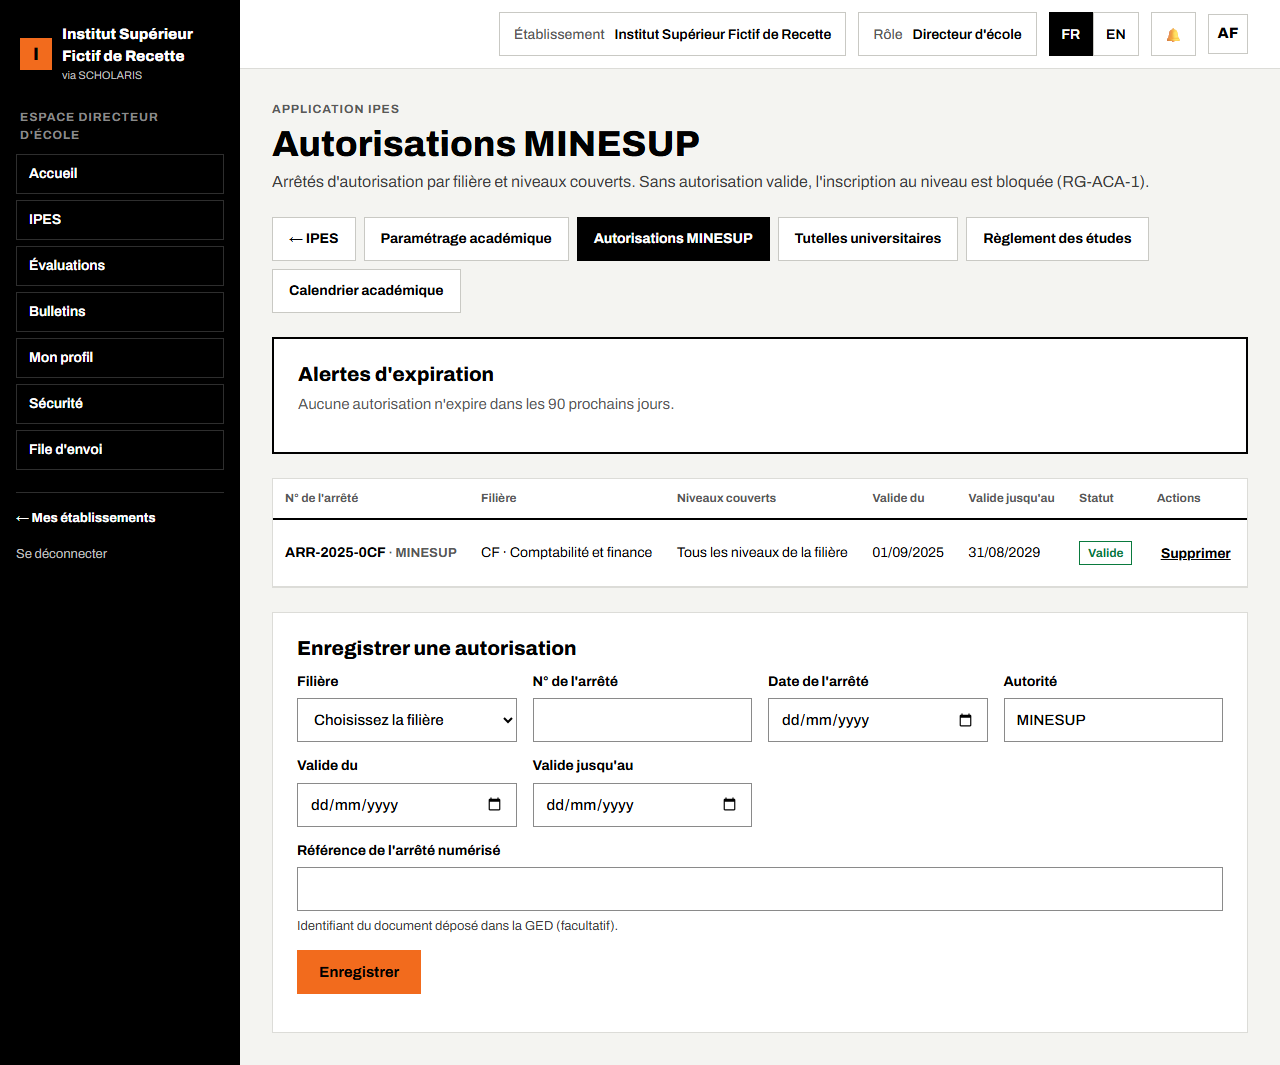 I
Institut Supérieur
Fictif de Recette
via SCHOLARIS
ESPACE DIRECTEUR
D'ÉCOLE
Accueil
IPES
Évaluations
Bulletins
Mon profil
Sécurité
File d'envoi
← Mes établissements
Se déconnecter
Établissement Institut Supérieur Fictif de Recette
Rôle Directeur d'école
FR EN
AF
APPLICATION IPES
Autorisations MINESUP
Arrêtés d'autorisation par filière et niveaux couverts. Sans autorisation valide, l'inscription au niveau est bloquée (RG-ACA-1).
← IPES Paramétrage académique Autorisations MINESUP Tutelles universitaires Règlement des études
Calendrier académique
Alertes d'expiration
Aucune autorisation n'expire dans les 90 prochains jours.
N° de l'arrêté Filière Niveaux couverts Valide du Valide jusqu'au Statut Actions
ARR-2025-0CF · MINESUP CF · Comptabilité et finance Tous les niveaux de la filière 01/09/2025 31/08/2029 Valide Supprimer
Enregistrer une autorisation
Filière N° de l'arrêté Date de l'arrêté Autorité
Choisissez la filière dd/mm/yyyy MINESUP
Valide du Valide jusqu'au
dd/mm/yyyy dd/mm/yyyy
Référence de l'arrêté numérisé
Identifiant du document déposé dans la GED (facultatif).
Enregistrer